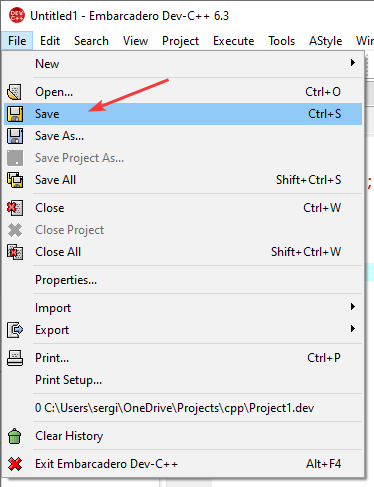 DEV C++ Untitled1 - Embarcadero Dev-C++ 6.3
File Edit Search View Project Execute Tools AStyle
New
Open... Ctrl+O
Save Ctrl+S
Save As...
Save Project As...
Save All Shift+Ctrl+S
Close Ctrl+W
Close Project
Close All Shift+Ctrl+W
Properties...
Import
Export
Print... Ctrl+P
Print Setup...
0 C:\Users\sergi\OneDrive\Projects\cpp\Project1.dev
Clear History
Exit Embarcadero Dev-C++ Alt+F4